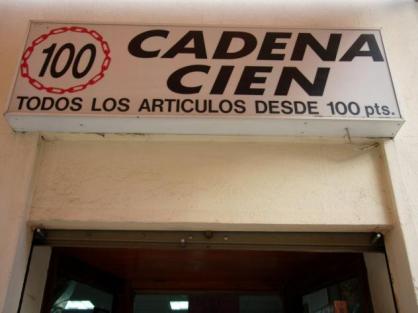 100
CADENA
CIEN
TODOS LOS ARTICULOS DESDE 100 pts.